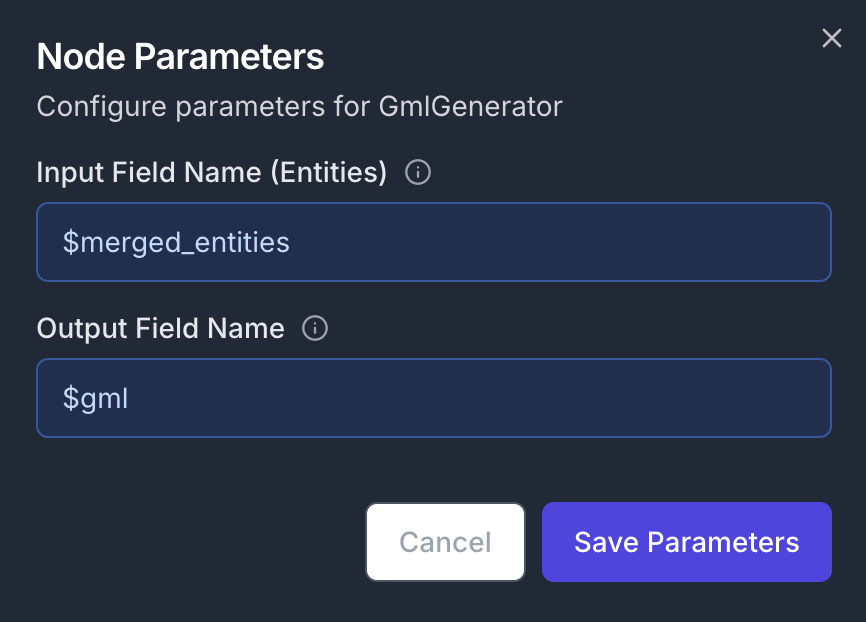 Node Parameters
Configure parameters for GmlGenerator
Input Field Name (Entities)
$merged_entities
Output Field Name
$gml
Cancel
Save Parameters